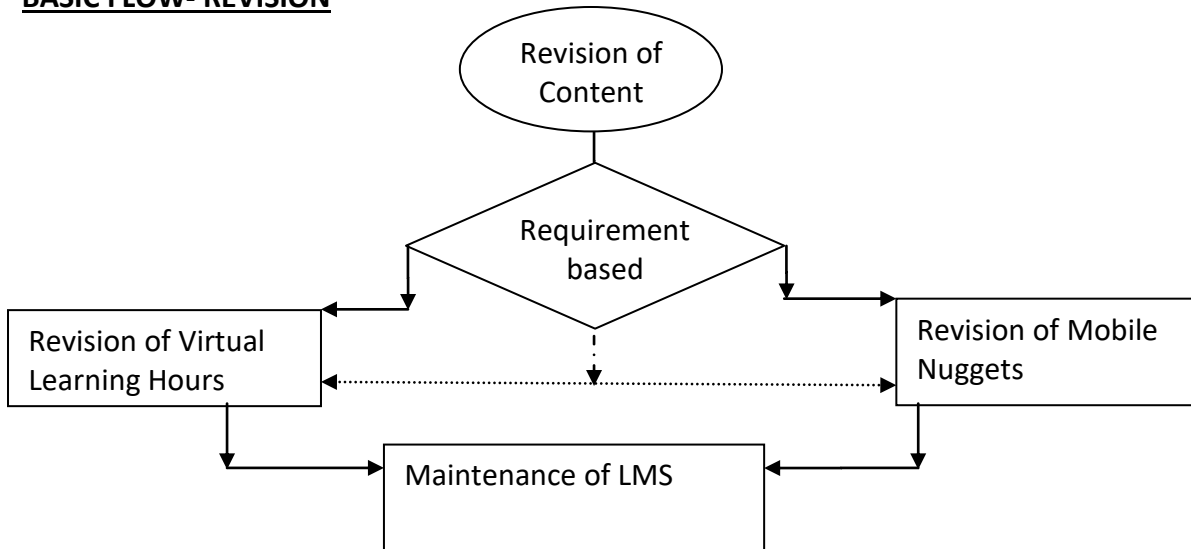 BASIC FLOW- REVISION
Revision of
Content
Requirement
based
Revision of Virtual
Learning Hours
Revision of Mobile
Nuggets
Maintenance of LMS